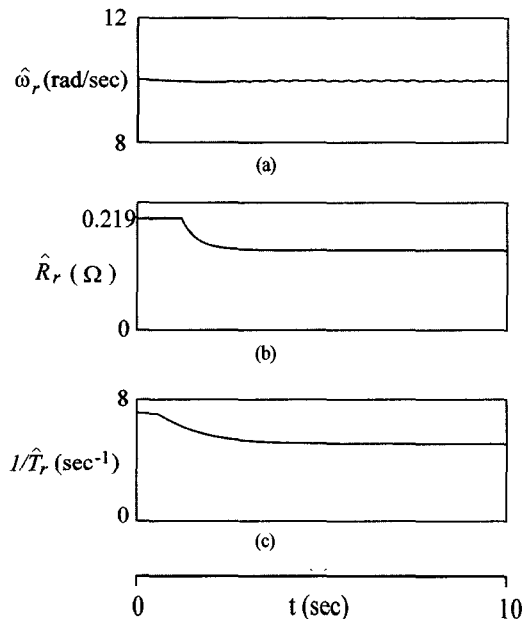 12
ω̂r (rad/sec)
8
(a)
0.219
R̂r ( Ω )
0
(b)
8
1/T̂r (sec⁻¹)
0
(c)
0 t (sec) 10